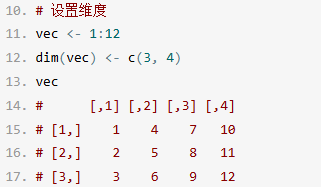 10. # 设置维度
11. vec <- 1:12
12. dim(vec) <- c(3, 4)
13. vec
14. #      [,1] [,2] [,3] [,4]
15. # [1,]    1    4    7   10
16. # [2,]    2    5    8   11
17. # [3,]    3    6    9   12